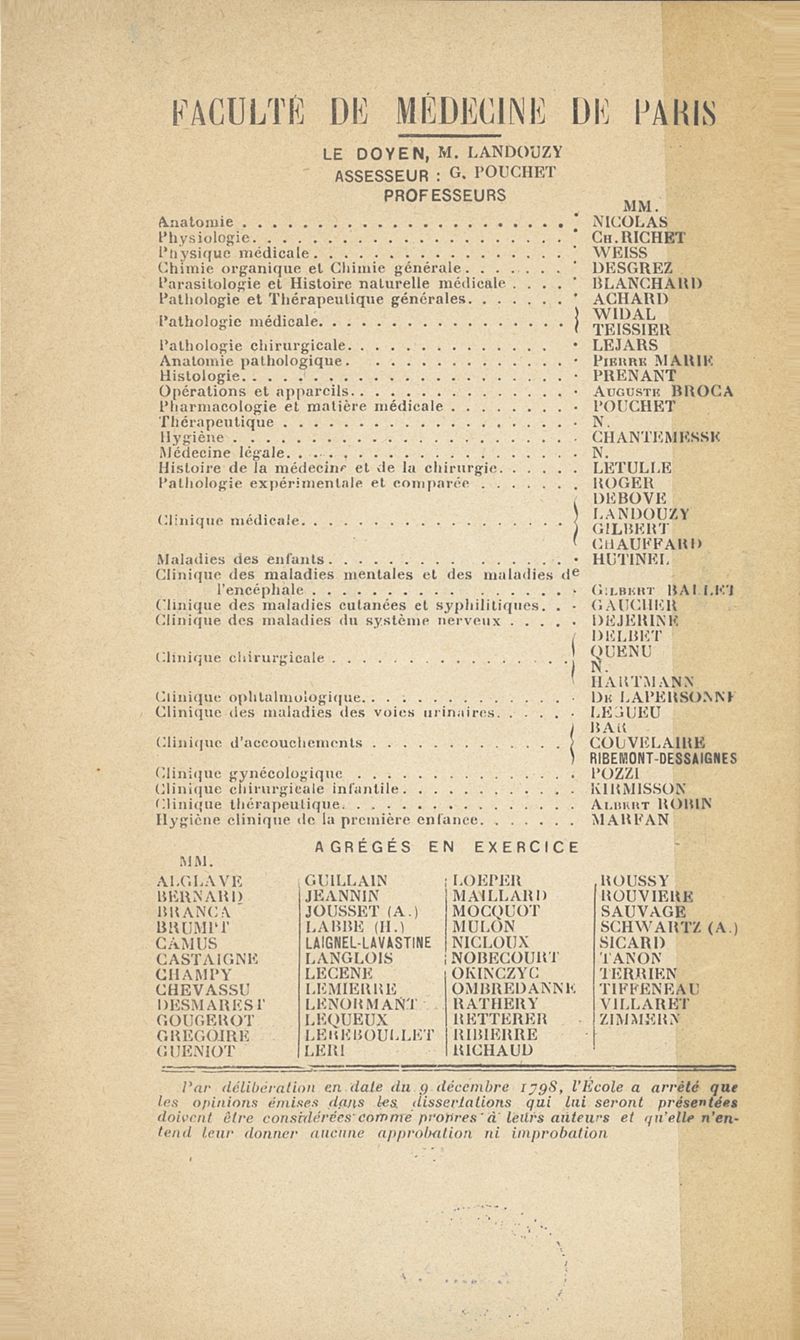 FACULTÉ DE MÉDECINE DE PARIS
LE DOYEN, M. LANDOUZY
ASSESSEUR : G. POUCHET
PROFESSEURS
MM.
Anatomie . . . . . . . . . . NICOLAS
Physiologie. . . . . . . . . . CH. RICHET
Physique médicale. . . . . . . . . . WEISS
Chimie organique et Chimie générale. . . . . . . DESGREZ
Parasitologie et Histoire naturelle médicale . . . . BLANCHARD
Pathologie et Thérapeutique générales. . . . . . . ACHARD
Pathologie médicale. . . . . . . . . . { WIDAL
TEISSIER
Pathologie chirurgicale. . . . . . . . . . LEJARS
Anatomie pathologique. . . . . . . . . . PIERRE MARIE
Histologie. . . . . . . . . . PRENANT
Opérations et appareils. . . . . . . . . . AUGUSTE BROCA
Pharmacologie et matière médicale . . . . . . . . POUCHET
Thérapeutique . . . . . . . . . . N.
Hygiène . . . . . . . . . . CHANTEMESSE
Médecine légale. . . . . . . . . . N.
Histoire de la médecine et de la chirurgie. . . . . . LETULLE
Pathologie expérimentale et comparée . . . . . . . ROGER
Clinique médicale. . . . . . . . . . { DEBOVE
LANDOUZY
GILBERT
CHAUFFARD
Maladies des enfants. . . . . . . . . . HUTINEL
Clinique des maladies mentales et des maladies de
l'encéphale . . . . . . . . . . GILBERT BALLET
Clinique des maladies cutanées et syphilitiques. . . GAUCHER
Clinique des maladies du système nerveux . . . . . DEJERINE
Clinique chirurgicale . . . . . . . . . . { DELBET
QUENU
N.
HARTMANN
Clinique ophtalmologique. . . . . . . . . . DE LAPERSONNE
Clinique des maladies des voies urinaires. . . . . . LEGUEU
Clinique d'accouchements . . . . . . . . . . { BAR
COUVELAIRE
RIBEMONT-DESSAIGNES
Clinique gynécologique . . . . . . . . . . POZZI
Clinique chirurgicale infantile. . . . . . . . . . KIRMISSON
Clinique thérapeutique. . . . . . . . . . ALBERT ROBIN
Hygiène clinique de la première enfance. . . . . . . MARFAN
AGRÉGÉS EN EXERCICE
MM.
ALGLAVE GUILLAIN LOEPER ROUSSY
BERNARD JEANNIN MAILLARD ROUVIERE
BRANCA JOUSSET (A.) MOCQUOT SAUVAGE
BRUMPT LABBE (H.) MULON SCHWARTZ (A.)
CAMUS LAIGNEL-LAVASTINE NICLOUX SICARD
CASTAIGNE LANGLOIS NOBECOURT TANON
CHAMPY LECENE OKINCZYC TERRIEN
CHEVASSU LEMIERRE OMBREDANNE TIFFENEAU
DESMAREST LENORMANT RATHERY VILLARET
GOUGEROT LEQUEUX RETTERER ZIMMERN
GREGOIRE LEREBOULLET RIBIERRE
GUENIOT LERI RICHAUD
Par délibération en date du 9 décembre 1798, l'École a arrêté que
les opinions émises dans les dissertations qui lui seront présentées
doivent être considérées comme propres à leurs auteurs et qu'elle n'en-
tend leur donner aucune approbation ni improbation